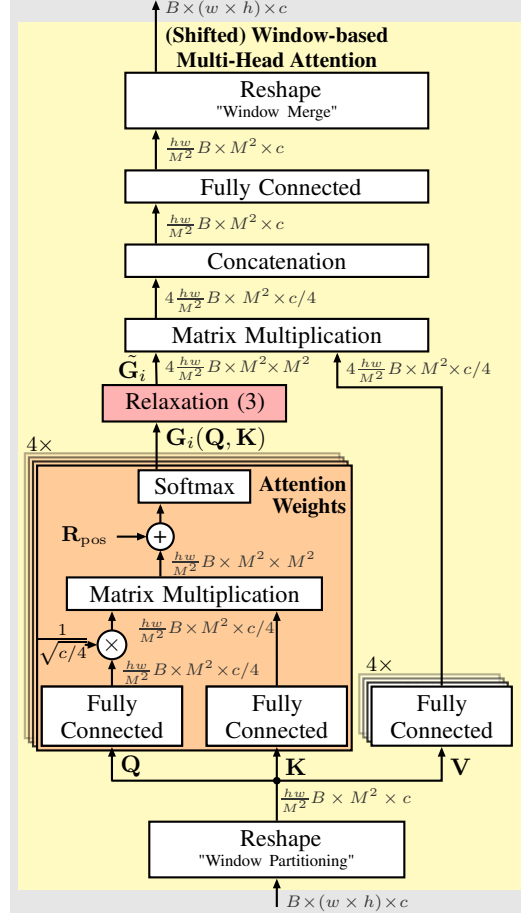 B×(w×h)×c
(Shifted) Window-based
Multi-Head Attention
Reshape
"Window Merge"
hw/M² B×M²×c
Fully Connected
hw/M² B×M²×c
Concatenation
4 hw/M² B×M²×c/4
Matrix Multiplication
G̃ᵢ
4 hw/M² B×M²×M²
4 hw/M² B×M²×c/4
Relaxation (3)
Gᵢ(Q, K)
4×
Softmax
Attention
Weights
R_pos
+
hw/M² B×M²×M²
Matrix Multiplication
1/√(c/4)
×
hw/M² B×M²×c/4
hw/M² B×M²×c/4
4×
Fully
Connected
Fully
Connected
Fully
Connected
Q
K
V
hw/M² B×M²×c
Reshape
"Window Partitioning"
B×(w×h)×c